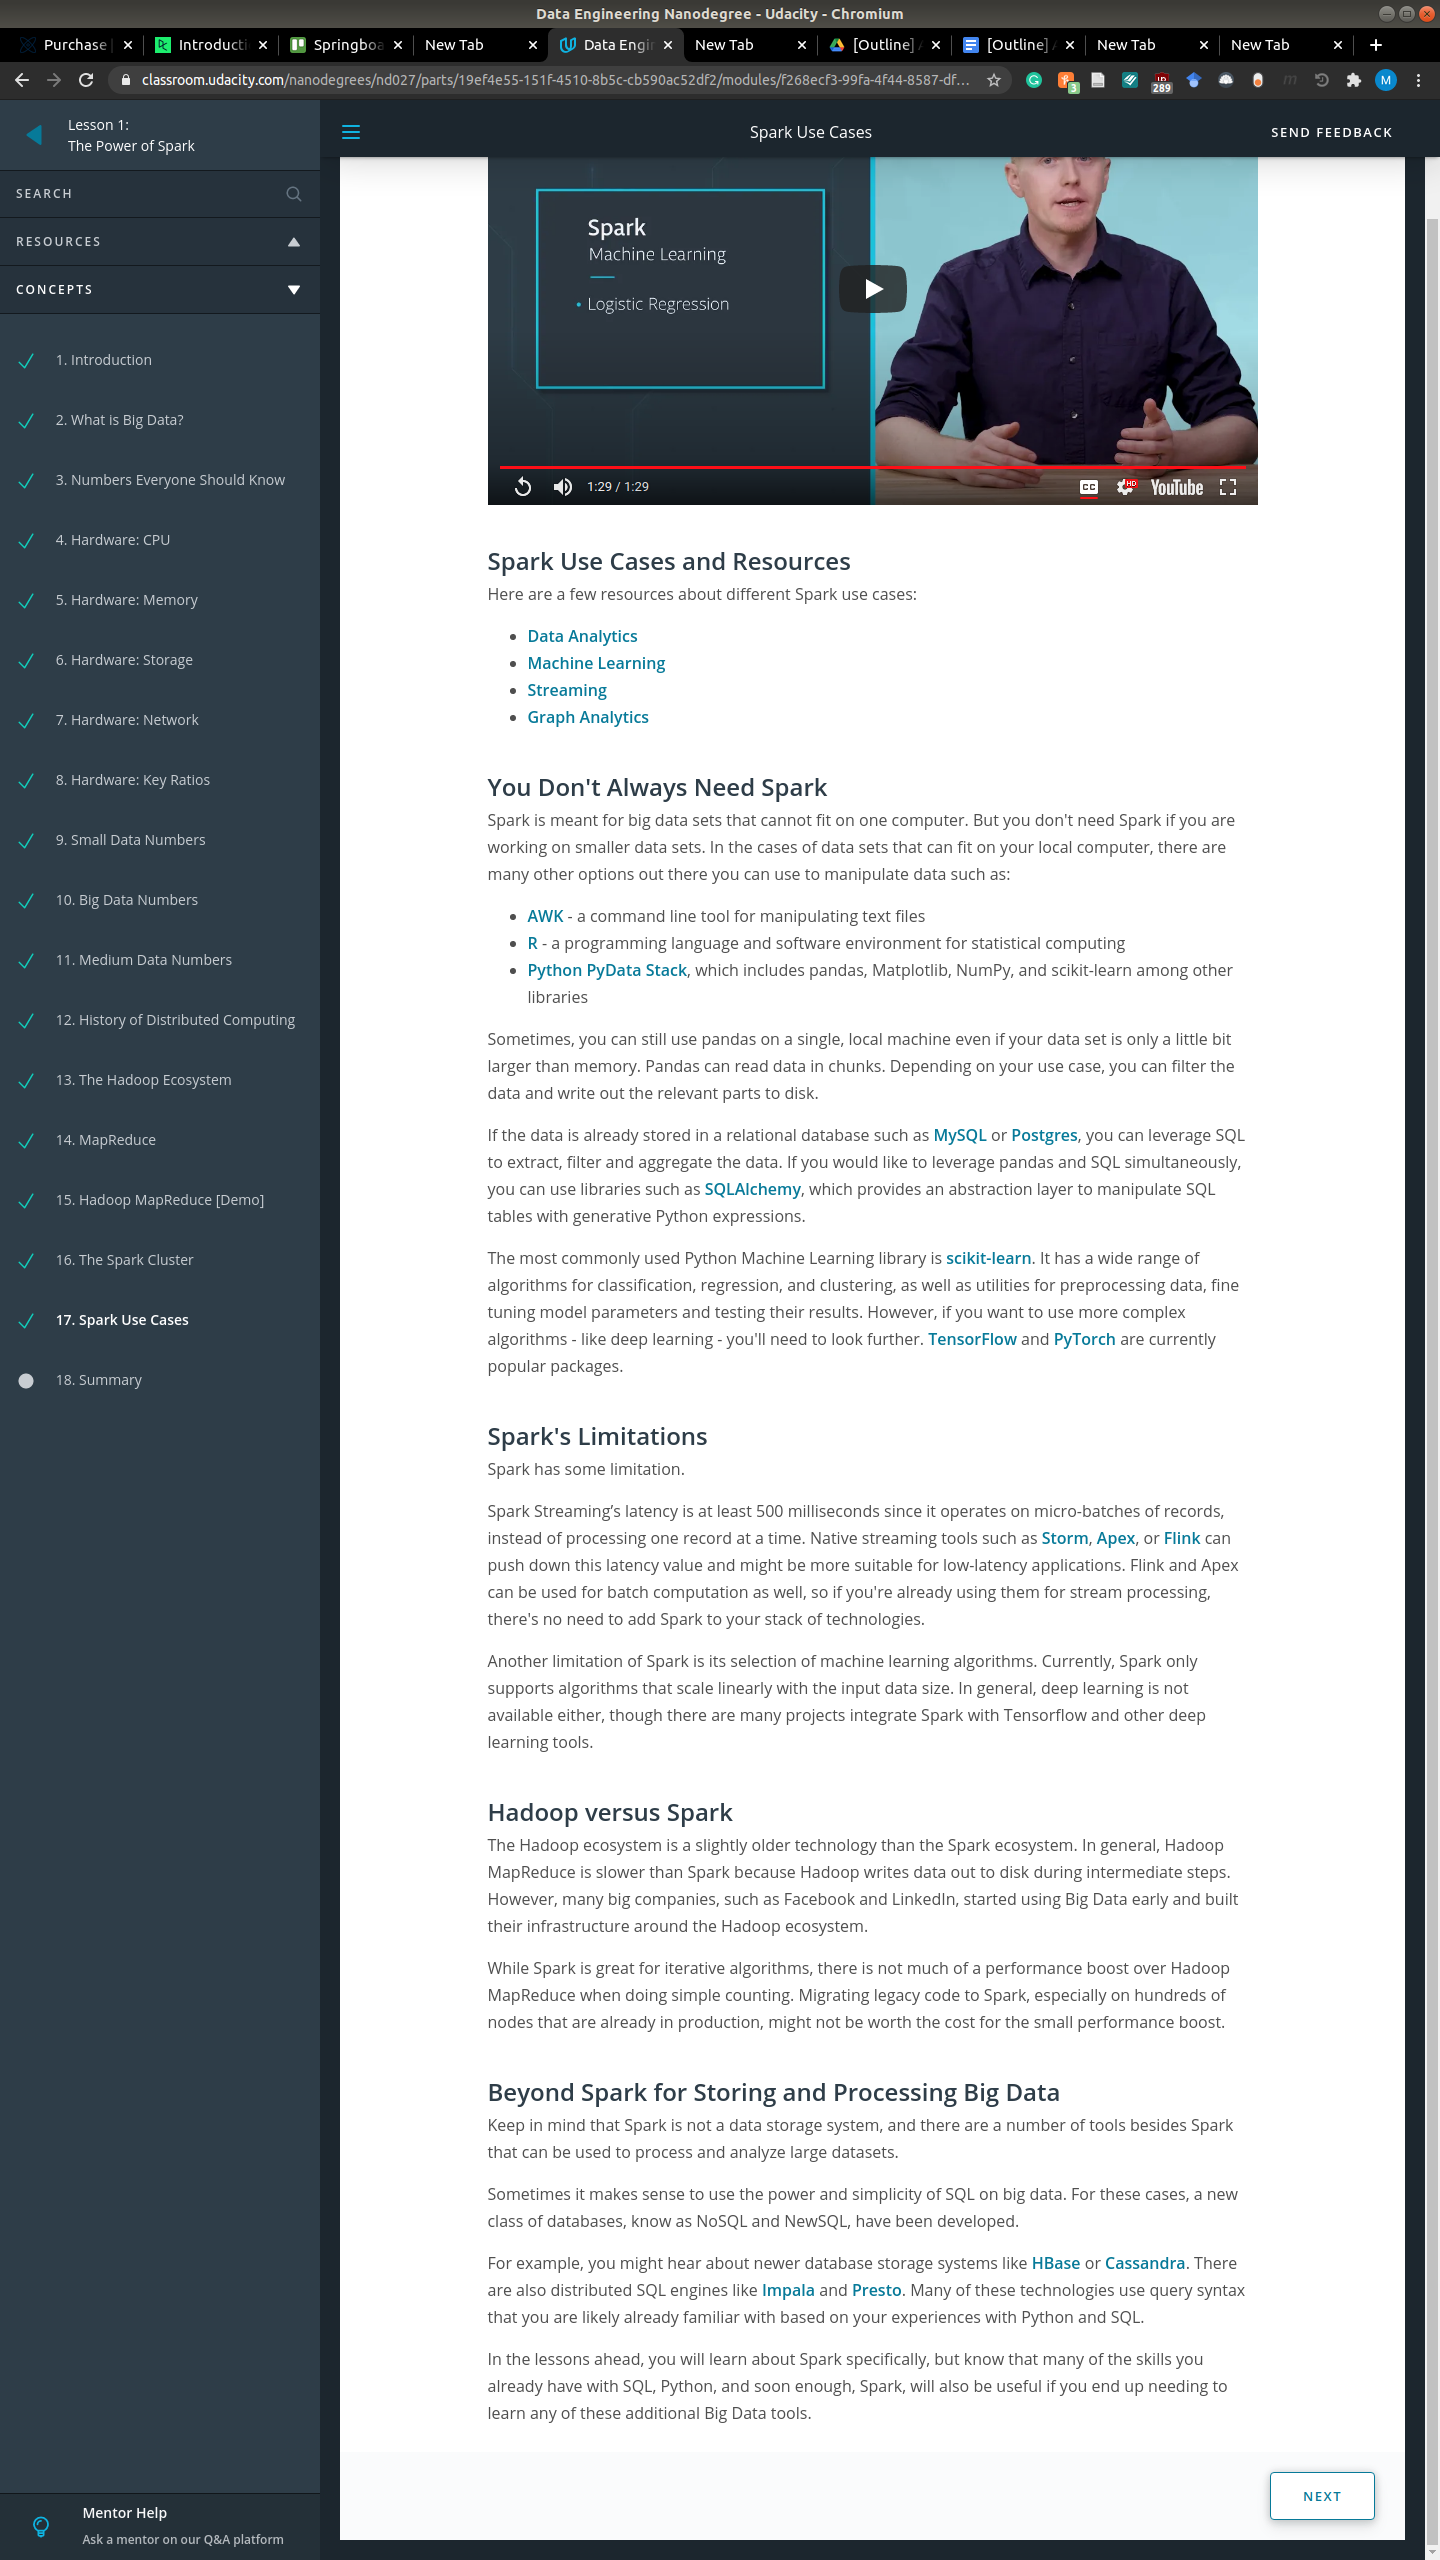 Data Engineering Nanodegree - Udacity - Chromium
Purchase
Introducti
Springboa
New Tab
Data Engin
New Tab
[Outline]
[Outline]
New Tab
New Tab
classroom.udacity.com/nanodegrees/nd027/parts/19ef4e55-151f-4510-8b5c-cb590ac52df2/modules/f268ecf3-99fa-4f44-8587-df...
3
289
M
Lesson 1:
The Power of Spark
SEARCH
RESOURCES
CONCEPTS
1. Introduction
2. What is Big Data?
3. Numbers Everyone Should Know
4. Hardware: CPU
5. Hardware: Memory
6. Hardware: Storage
7. Hardware: Network
8. Hardware: Key Ratios
9. Small Data Numbers
10. Big Data Numbers
11. Medium Data Numbers
12. History of Distributed Computing
13. The Hadoop Ecosystem
14. MapReduce
15. Hadoop MapReduce [Demo]
16. The Spark Cluster
17. Spark Use Cases
18. Summary
Mentor Help
Ask a mentor on our Q&A platform
Spark Use Cases
SEND FEEDBACK
Spark
Machine Learning
• Logistic Regression
1:29 / 1:29
CC
HD
YouTube
Spark Use Cases and Resources
Here are a few resources about different Spark use cases:
• Data Analytics
• Machine Learning
• Streaming
• Graph Analytics
You Don't Always Need Spark
Spark is meant for big data sets that cannot fit on one computer. But you don't need Spark if you are
working on smaller data sets. In the cases of data sets that can fit on your local computer, there are
many other options out there you can use to manipulate data such as:
• AWK - a command line tool for manipulating text files
• R - a programming language and software environment for statistical computing
• Python PyData Stack, which includes pandas, Matplotlib, NumPy, and scikit-learn among other
libraries
Sometimes, you can still use pandas on a single, local machine even if your data set is only a little bit
larger than memory. Pandas can read data in chunks. Depending on your use case, you can filter the
data and write out the relevant parts to disk.
If the data is already stored in a relational database such as MySQL or Postgres, you can leverage SQL
to extract, filter and aggregate the data. If you would like to leverage pandas and SQL simultaneously,
you can use libraries such as SQLAlchemy, which provides an abstraction layer to manipulate SQL
tables with generative Python expressions.
The most commonly used Python Machine Learning library is scikit-learn. It has a wide range of
algorithms for classification, regression, and clustering, as well as utilities for preprocessing data, fine
tuning model parameters and testing their results. However, if you want to use more complex
algorithms - like deep learning - you'll need to look further. TensorFlow and PyTorch are currently
popular packages.
Spark's Limitations
Spark has some limitation.
Spark Streaming’s latency is at least 500 milliseconds since it operates on micro-batches of records,
instead of processing one record at a time. Native streaming tools such as Storm, Apex, or Flink can
push down this latency value and might be more suitable for low-latency applications. Flink and Apex
can be used for batch computation as well, so if you're already using them for stream processing,
there's no need to add Spark to your stack of technologies.
Another limitation of Spark is its selection of machine learning algorithms. Currently, Spark only
supports algorithms that scale linearly with the input data size. In general, deep learning is not
available either, though there are many projects integrate Spark with Tensorflow and other deep
learning tools.
Hadoop versus Spark
The Hadoop ecosystem is a slightly older technology than the Spark ecosystem. In general, Hadoop
MapReduce is slower than Spark because Hadoop writes data out to disk during intermediate steps.
However, many big companies, such as Facebook and LinkedIn, started using Big Data early and built
their infrastructure around the Hadoop ecosystem.
While Spark is great for iterative algorithms, there is not much of a performance boost over Hadoop
MapReduce when doing simple counting. Migrating legacy code to Spark, especially on hundreds of
nodes that are already in production, might not be worth the cost for the small performance boost.
Beyond Spark for Storing and Processing Big Data
Keep in mind that Spark is not a data storage system, and there are a number of tools besides Spark
that can be used to process and analyze large datasets.
Sometimes it makes sense to use the power and simplicity of SQL on big data. For these cases, a new
class of databases, know as NoSQL and NewSQL, have been developed.
For example, you might hear about newer database storage systems like HBase or Cassandra. There
are also distributed SQL engines like Impala and Presto. Many of these technologies use query syntax
that you are likely already familiar with based on your experiences with Python and SQL.
In the lessons ahead, you will learn about Spark specifically, but know that many of the skills you
already have with SQL, Python, and soon enough, Spark, will also be useful if you end up needing to
learn any of these additional Big Data tools.
NEXT